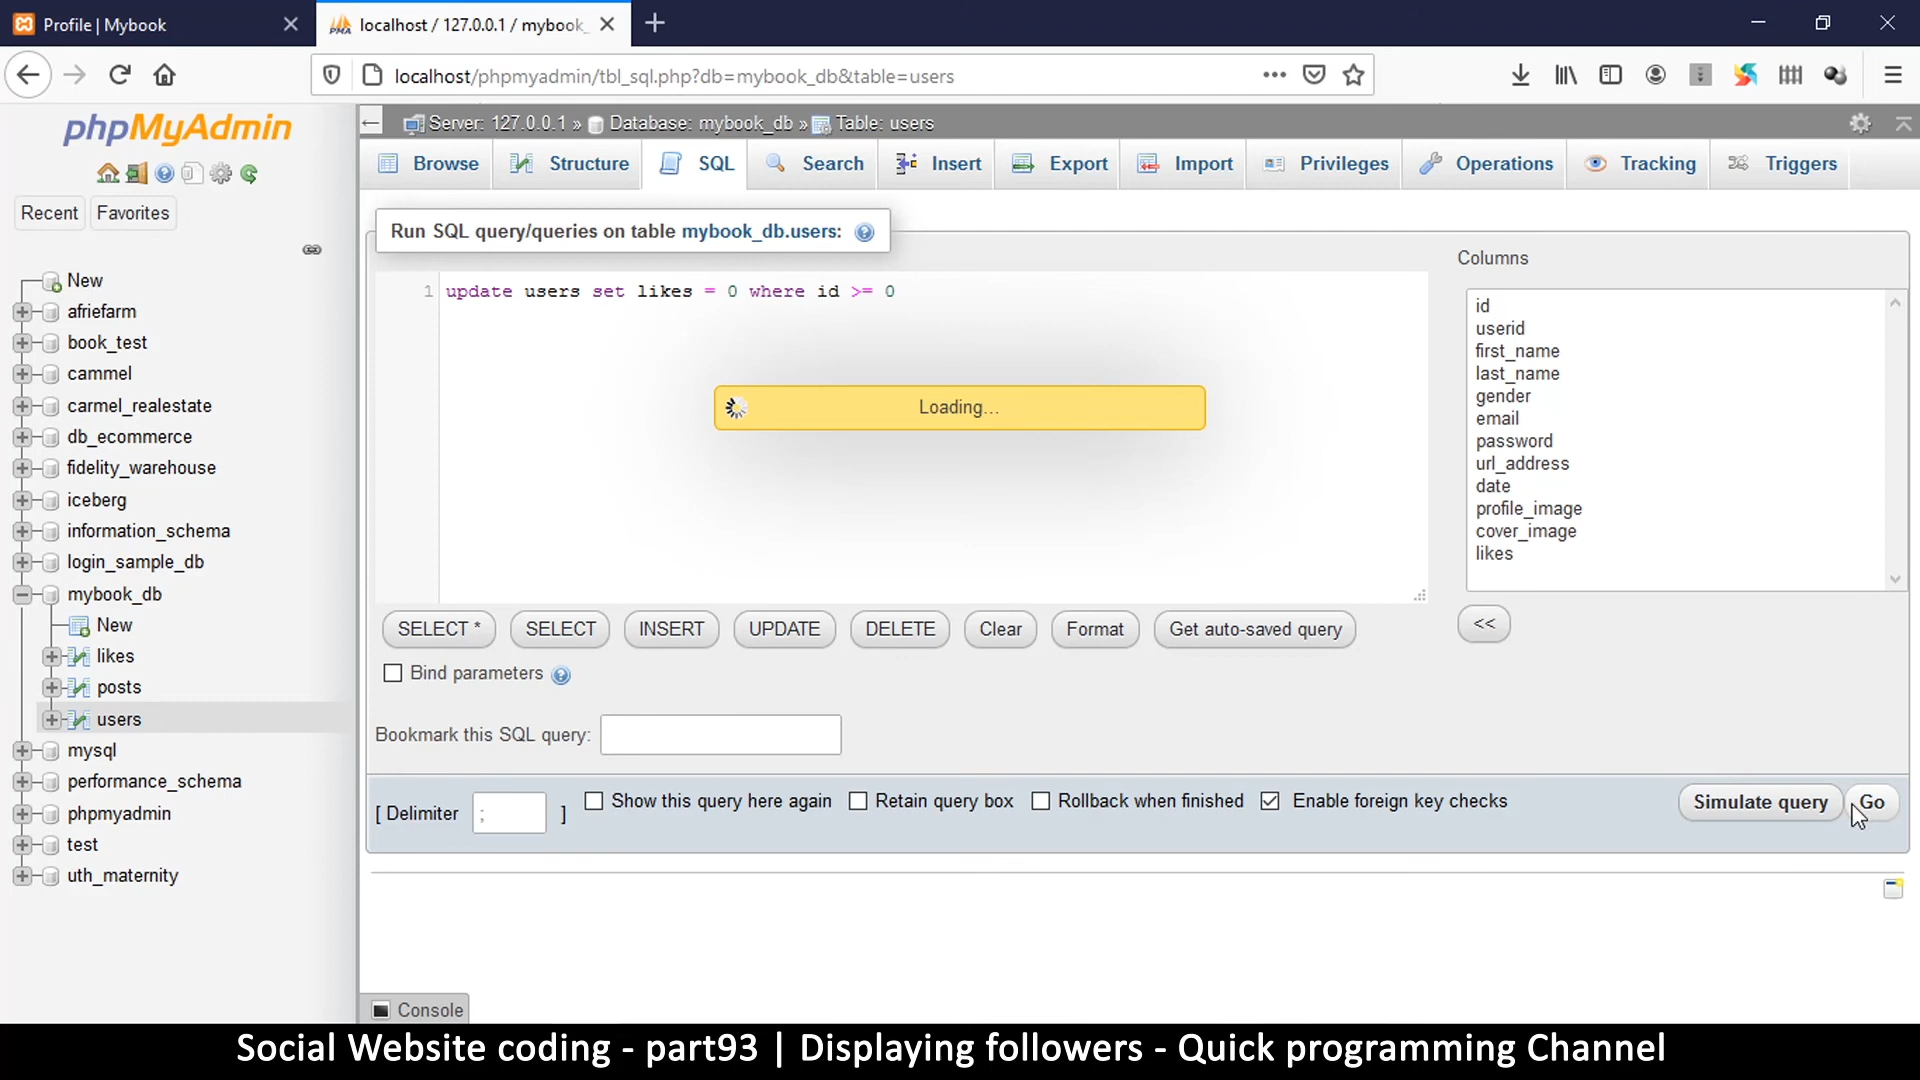 Profile | Mybook
localhost / 127.0.0.1 / mybook_
localhost/phpmyadmin/tbl_sql.php?db=mybook_db&table=users
phpMyAdmin
Recent
Favorites
New
afriefarm
book_test
cammel
carmel_realestate
db_ecommerce
fidelity_warehouse
iceberg
information_schema
login_sample_db
mybook_db
New
likes
posts
users
mysql
performance_schema
phpmyadmin
test
uth_maternity
Server: 127.0.0.1 » Database: mybook_db » Table: users
Browse
Structure
SQL
Search
Insert
Export
Import
Privileges
Operations
Tracking
Triggers
Run SQL query/queries on table mybook_db.users:
1 update users set likes = 0 where id >= 0
Loading...
Columns
id
userid
first_name
last_name
gender
email
password
url_address
date
profile_image
cover_image
likes
<<
SELECT *
SELECT
INSERT
UPDATE
DELETE
Clear
Format
Get auto-saved query
Bind parameters
Bookmark this SQL query:
[ Delimiter ; ]
Show this query here again
Retain query box
Rollback when finished
Enable foreign key checks
Simulate query
Go
Console
Social Website coding - part93 | Displaying followers - Quick programming Channel